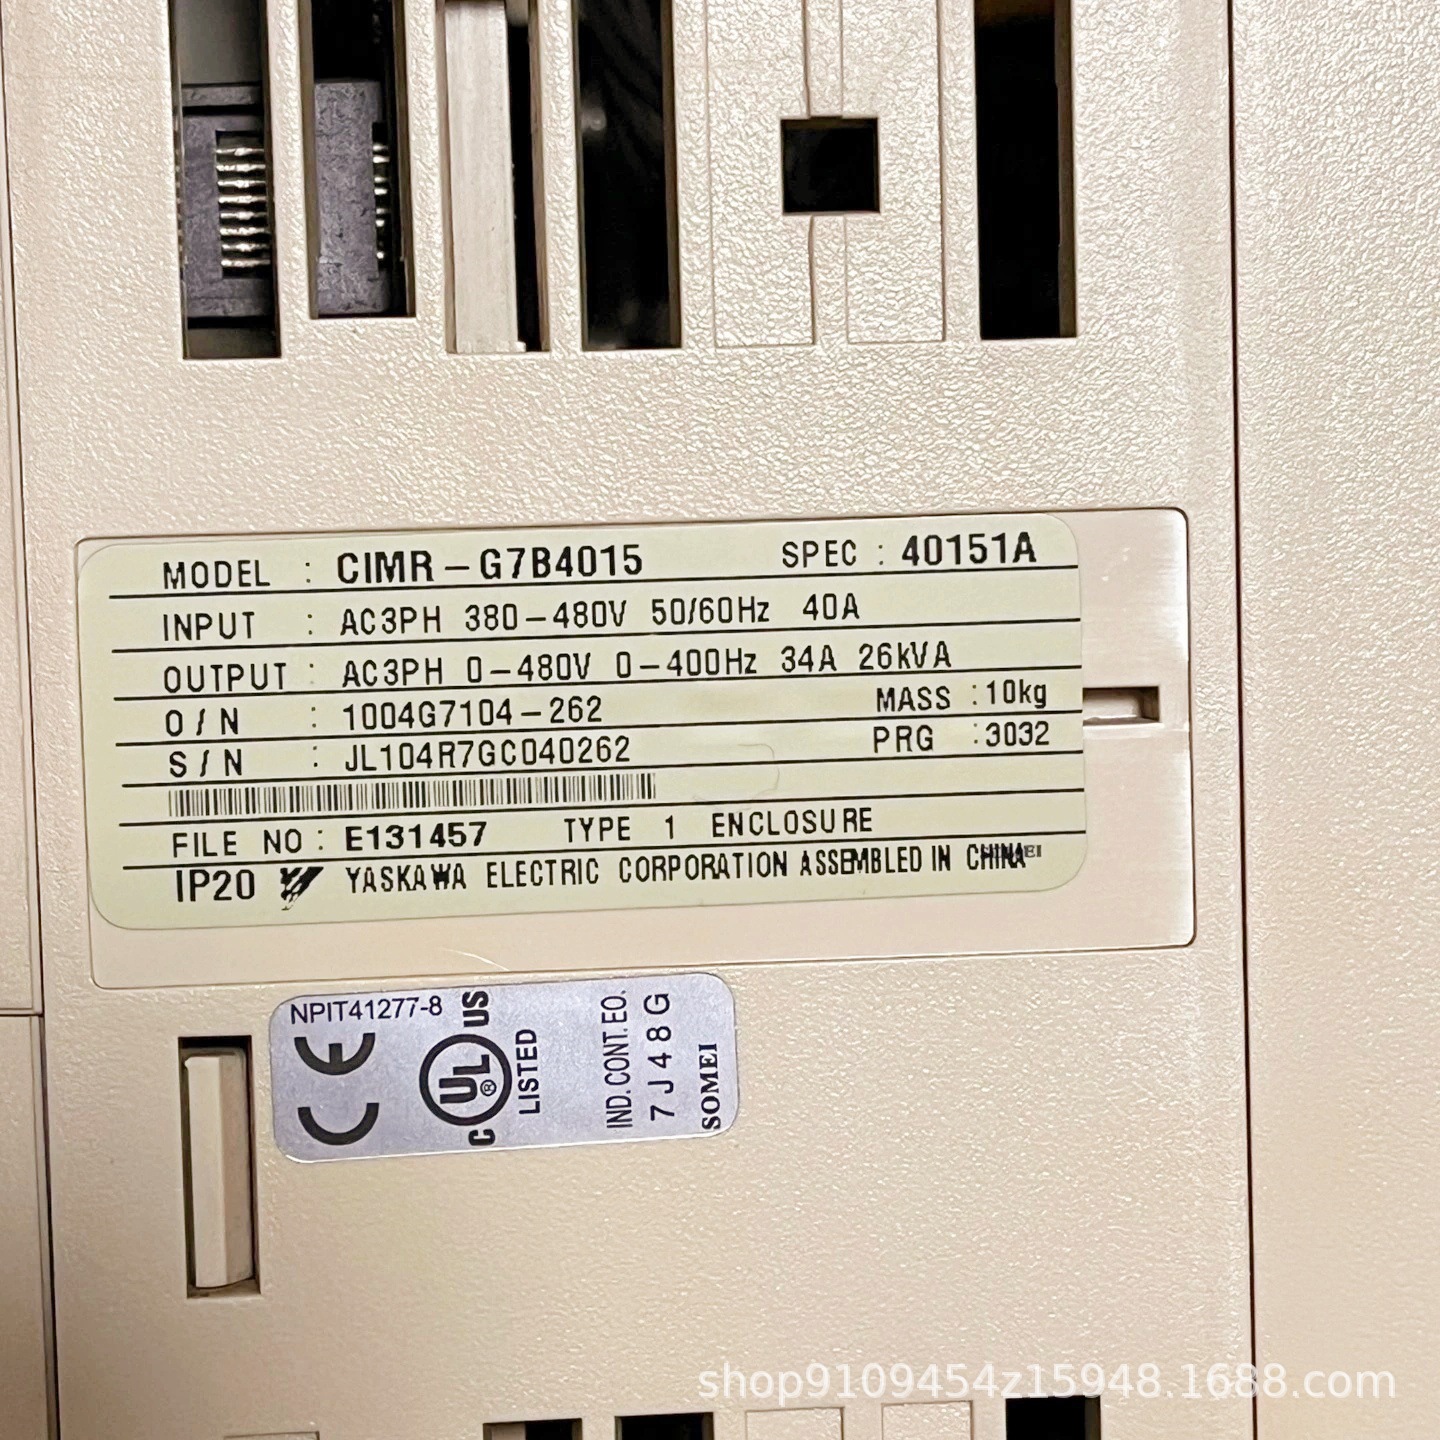 MODEL : CIMR-G7B4015 SPEC : 40151A
INPUT : AC3PH 380-480V 50/60Hz 40A
OUTPUT : AC3PH 0-480V 0-400Hz 34A 26kVA
O/N : 1004G7104-262 MASS : 10kg
S/N : JL104R7GC040262 PRG : 3032
FILE NO : E131457 TYPE 1 ENCLOSURE
IP20 YASKAWA ELECTRIC CORPORATION ASSEMBLED IN CHINA
NPIT41277-8
CE
C UL US
®
LISTED
IND.CONT.EO.
7J48G
SOMEI
shop9109454z15948.1688.com